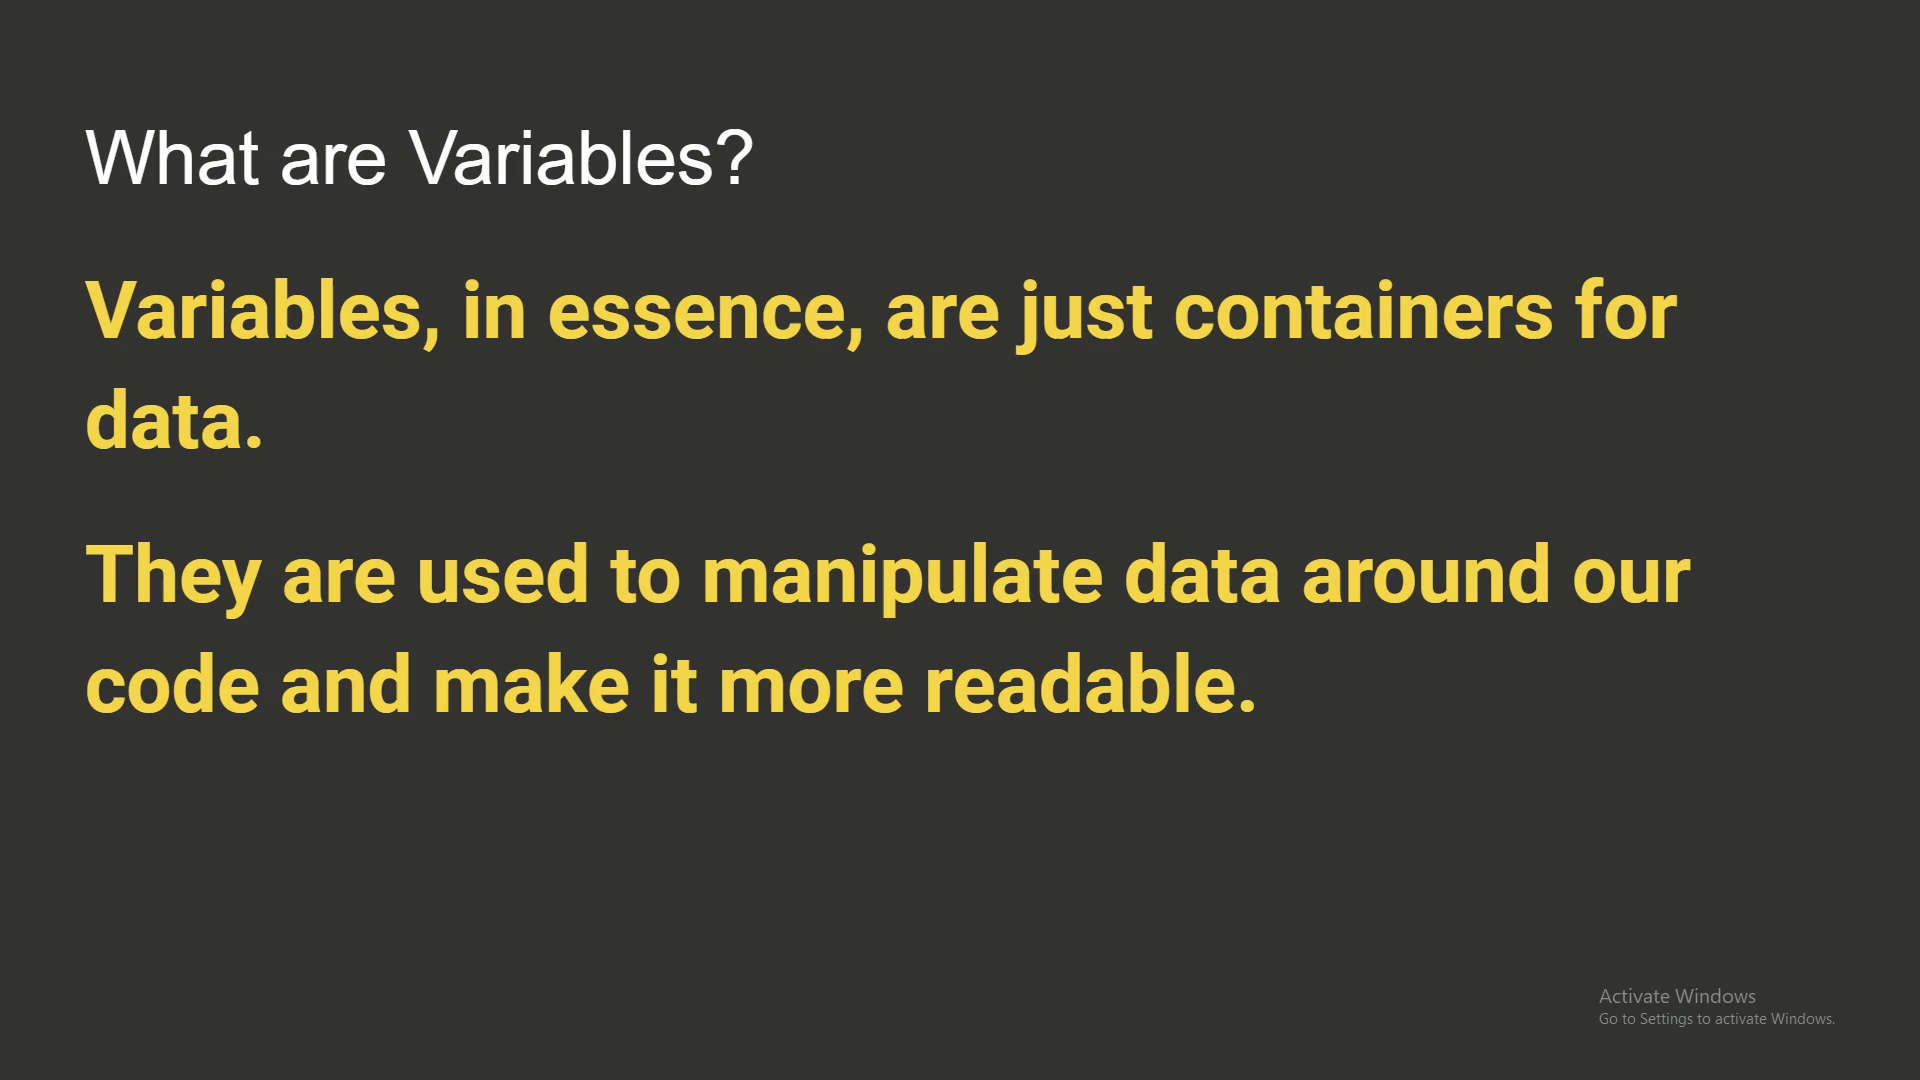 What are Variables?
Variables, in essence, are just containers for
data.
They are used to manipulate data around our
code and make it more readable.
Activate Windows
Go to Settings to activate Windows.